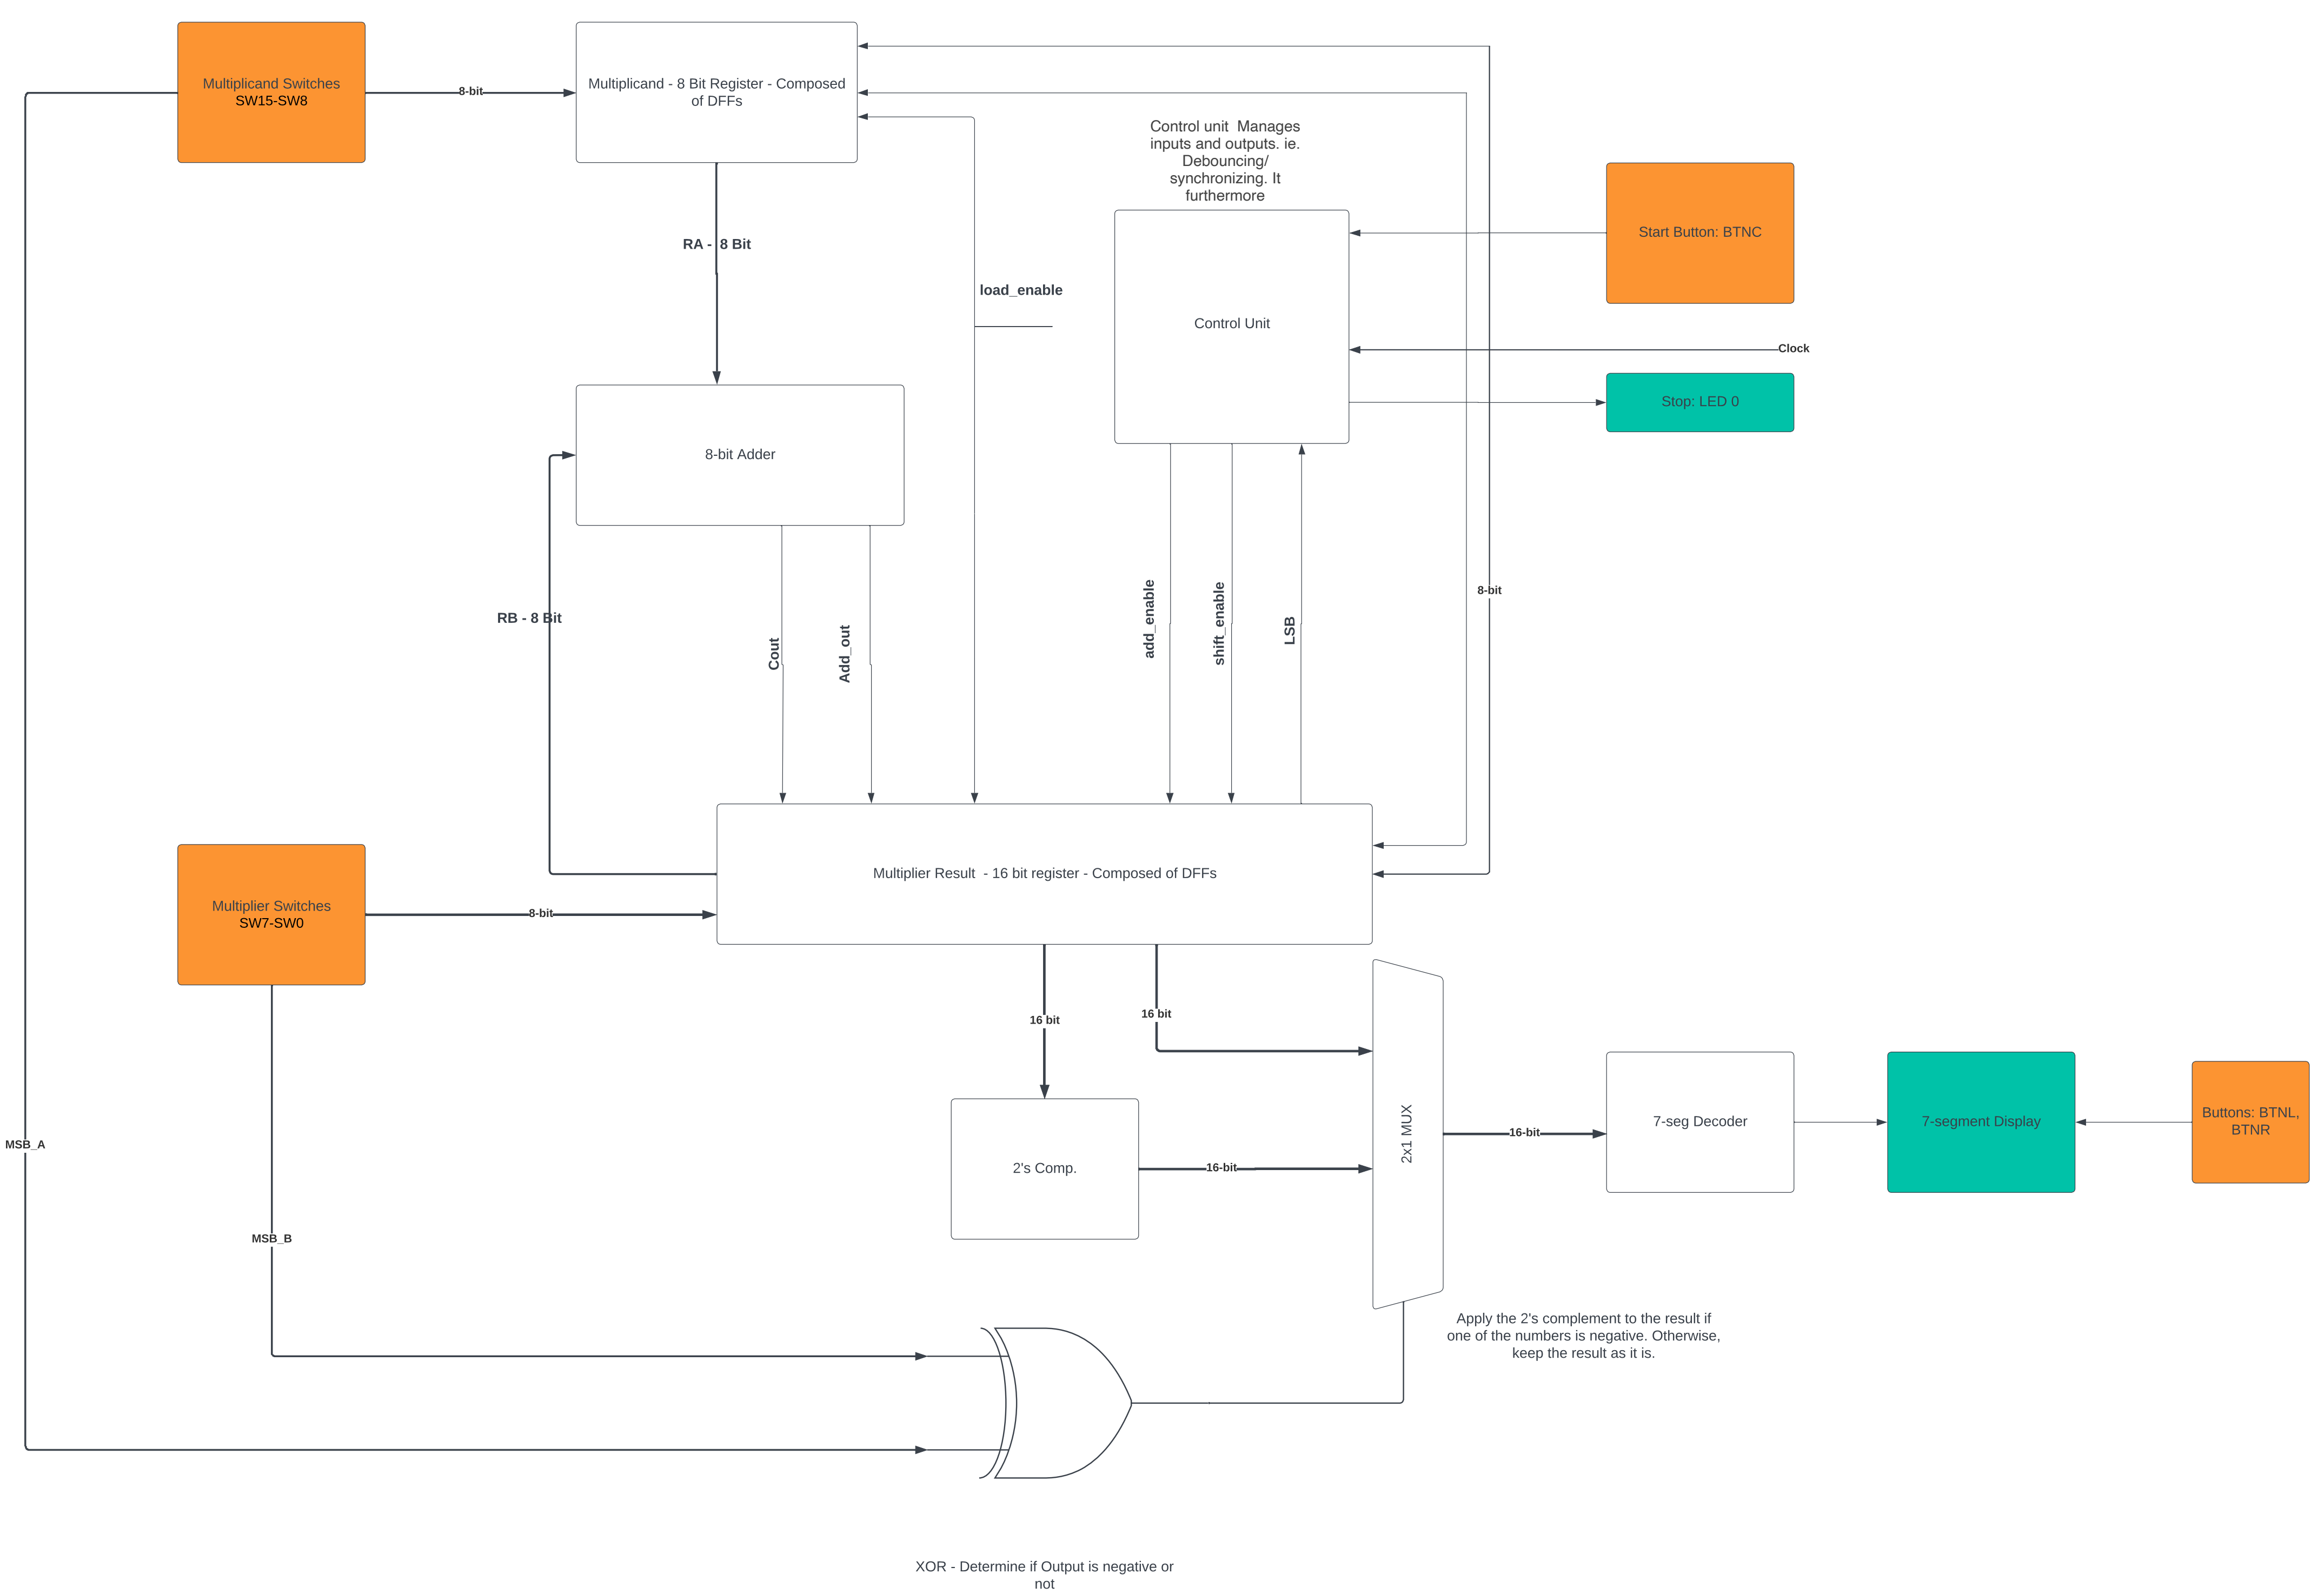 Multiplicand Switches
SW15-SW8
8-bit
Multiplicand - 8 Bit Register - Composed
of DFFs
Control unit  Manages
inputs and outputs. ie.
Debouncing/
synchronizing. It
furthermore
Start Button: BTNC
RA -  8 Bit
load_enable
Control Unit
Clock
Stop: LED 0
8-bit Adder
RB - 8 Bit
Cout
Add_out
add_enable
shift_enable
LSB
8-bit
Multiplier Result  - 16 bit register - Composed of DFFs
Multiplier Switches
SW7-SW0
8-bit
16 bit
16 bit
2x1 MUX
7-seg Decoder
7-segment Display
Buttons: BTNL,
BTNR
16-bit
MSB_A
2's Comp.
16-bit
MSB_B
Apply the 2's complement to the result if
one of the numbers is negative. Otherwise,
keep the result as it is.
XOR - Determine if Output is negative or
not